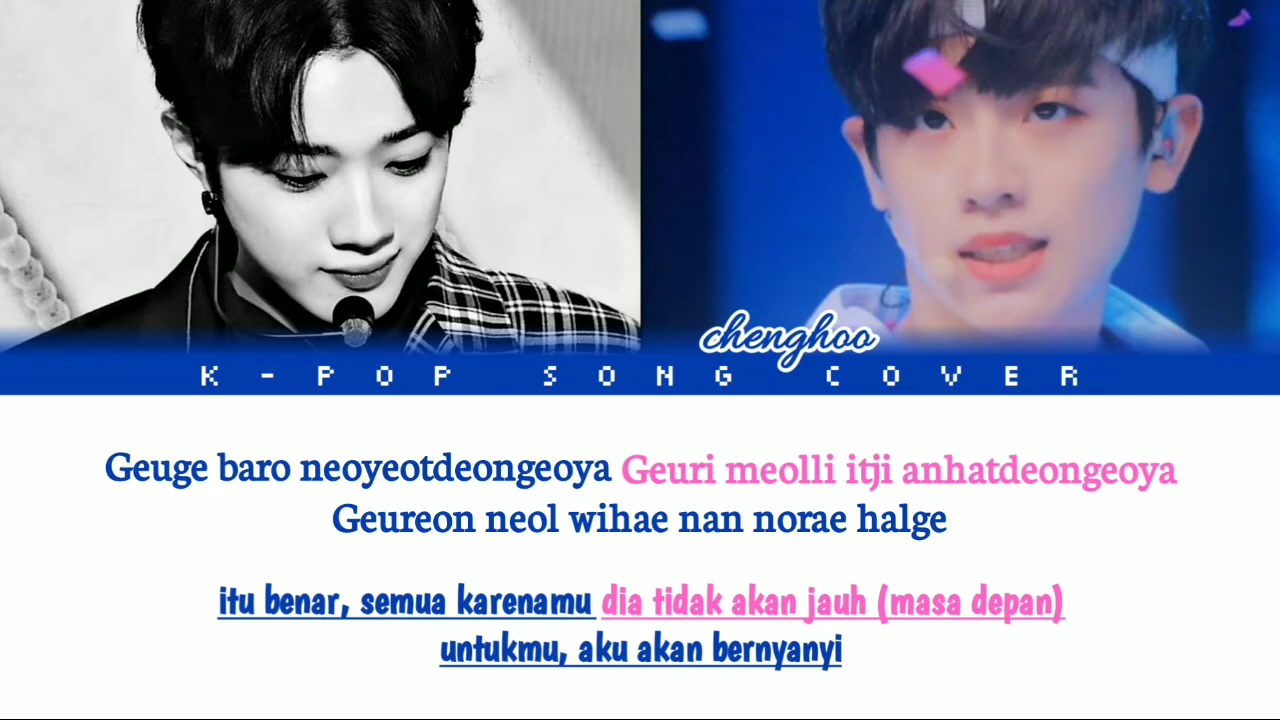 chenghoo
K-POP SONG COVER
Geuge baro neoyeotdeongeoya Geuri meolli itji anhatdeongeoya
Geureon neol wihae nan norae halge
itu benar, semua karenamu dia tidak akan jauh (masa depan)
untukmu, aku akan bernyanyi